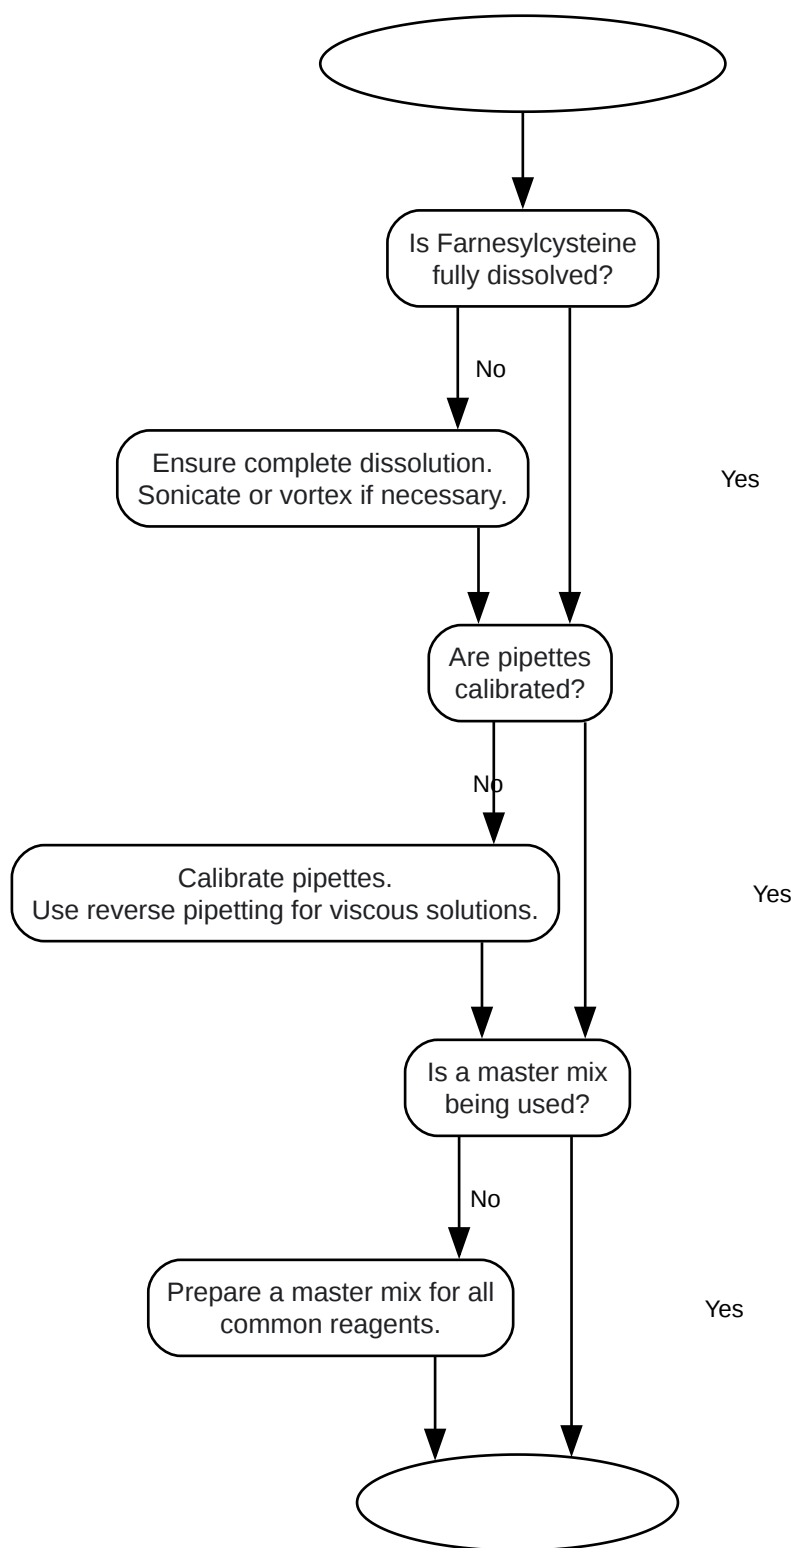 Is Farnesylcysteine
fully dissolved?
No
Ensure complete dissolution.
Sonicate or vortex if necessary.
Yes
Are pipettes
calibrated?
No
Calibrate pipettes.
Use reverse pipetting for viscous solutions.
Yes
Is a master mix
being used?
No
Prepare a master mix for all
common reagents.
Yes